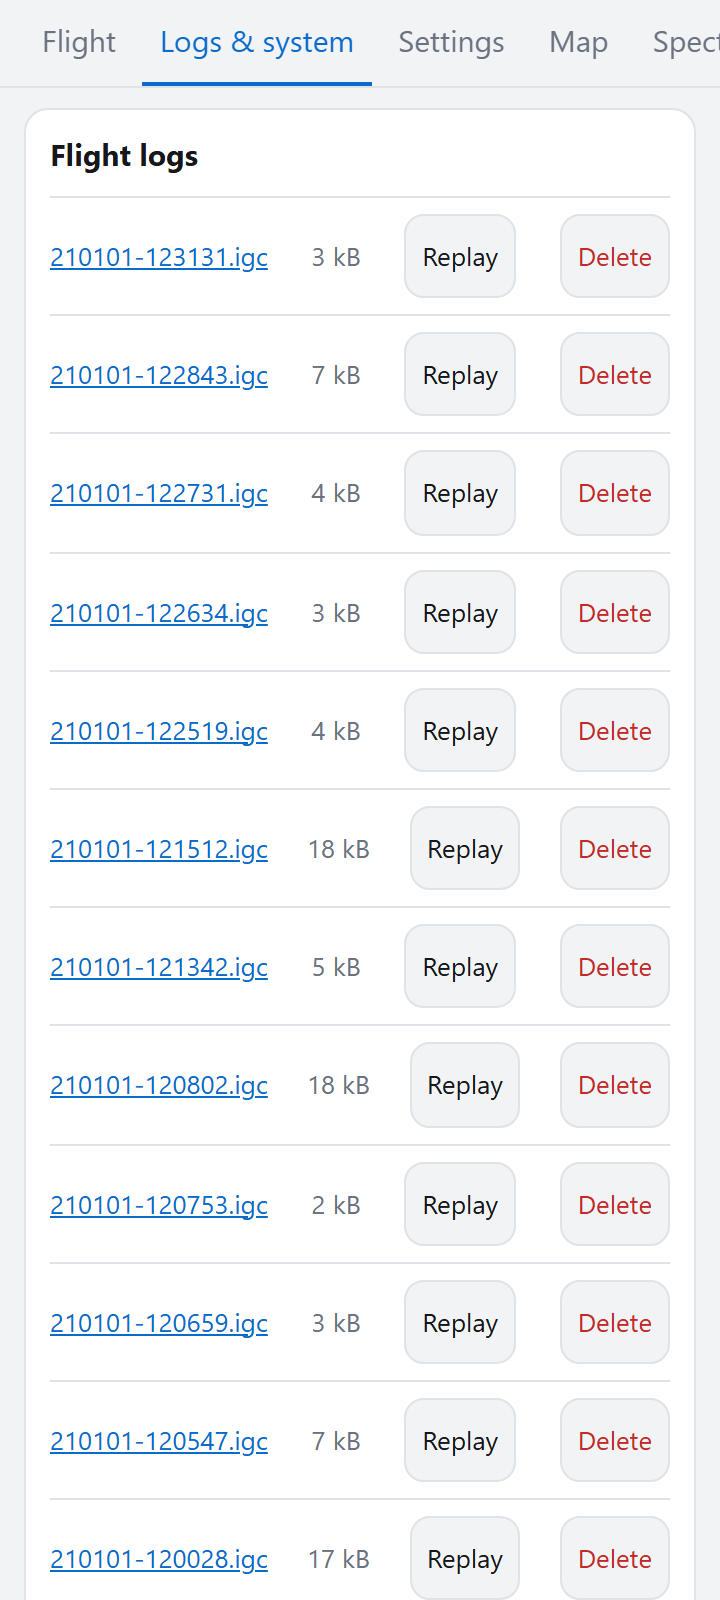 Flight Logs & system Settings Map Spect
Flight logs
210101-123131.igc 3 kB Replay Delete
210101-122843.igc 7 kB Replay Delete
210101-122731.igc 4 kB Replay Delete
210101-122634.igc 3 kB Replay Delete
210101-122519.igc 4 kB Replay Delete
210101-121512.igc 18 kB Replay Delete
210101-121342.igc 5 kB Replay Delete
210101-120802.igc 18 kB Replay Delete
210101-120753.igc 2 kB Replay Delete
210101-120659.igc 3 kB Replay Delete
210101-120547.igc 7 kB Replay Delete
210101-120028.igc 17 kB Replay Delete